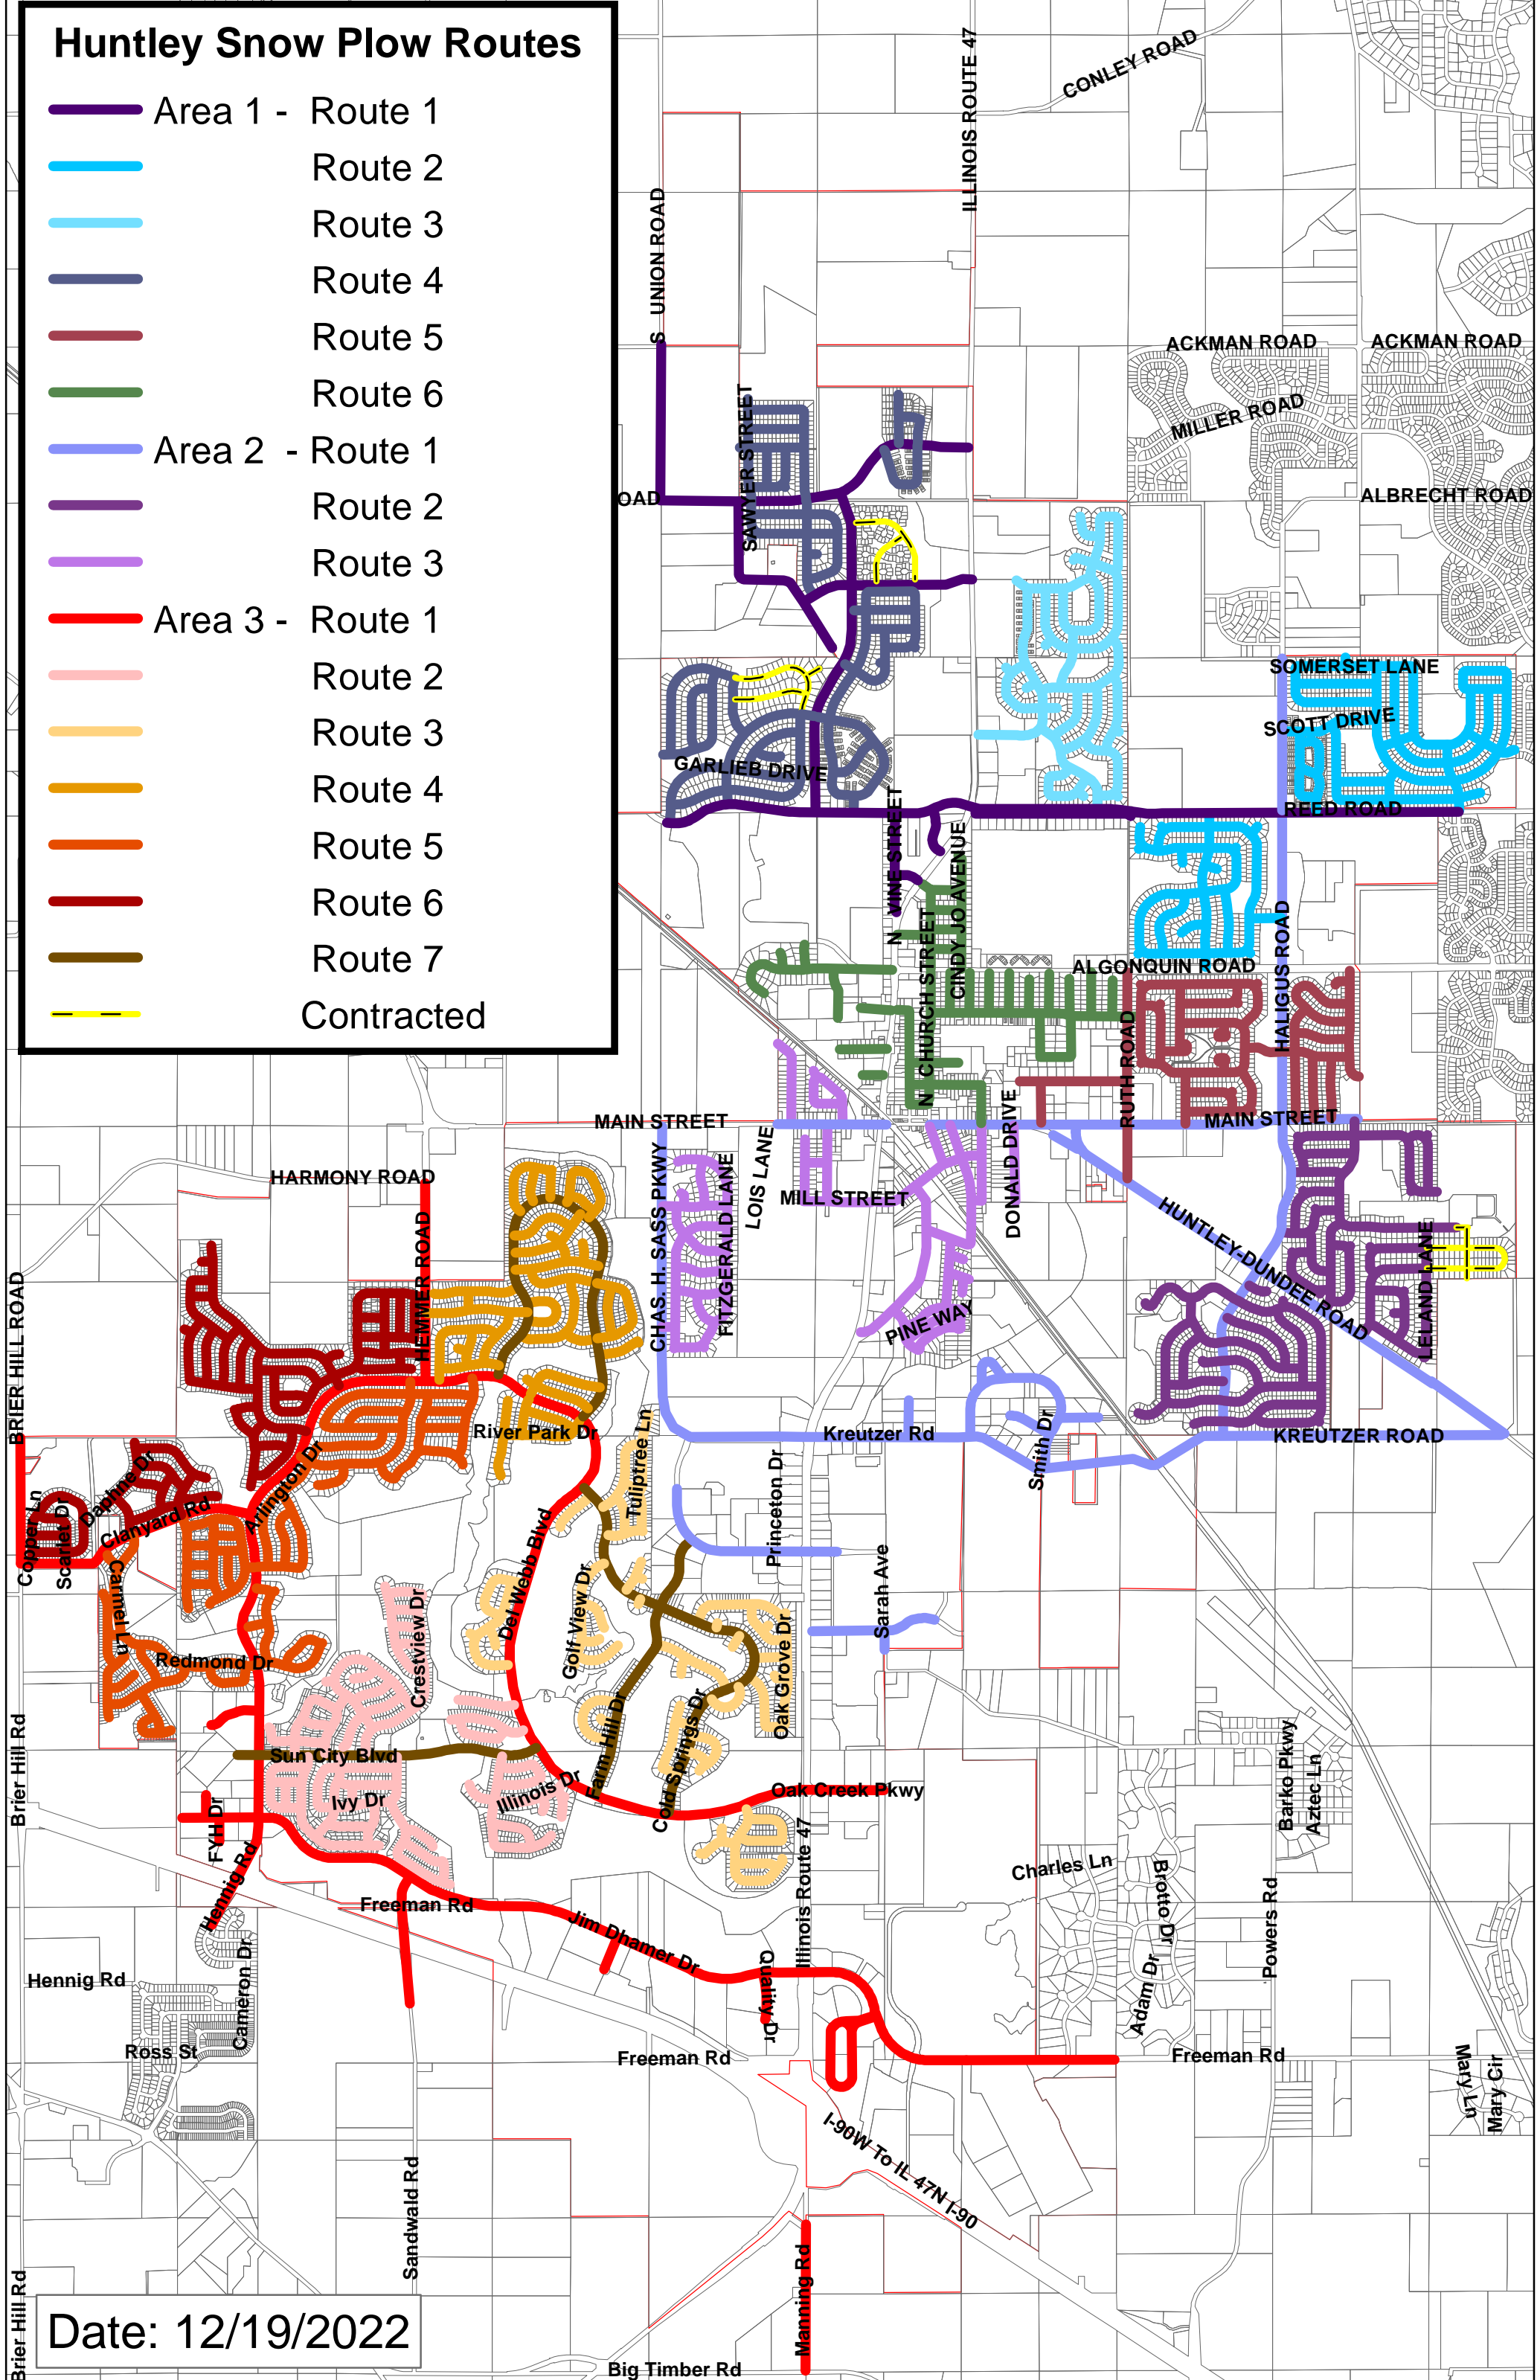 Huntley Snow Plow Routes
Area 1 - Route 1
Route 2
Route 3
Route 4
Route 5
Route 6
Area 2 - Route 1
Route 2
Route 3
Area 3 - Route 1
Route 2
Route 3
Route 4
Route 5
Route 6
Route 7
Contracted
CONLEY ROAD
ILLINOIS ROUTE 47
S UNION ROAD
ACKMAN ROAD
ACKMAN ROAD
MILLER ROAD
SAWYER STREET
OAD
ALBRECHT ROAD
SOMERSET LANE
SCOTT DRIVE
GARLIEB DRIVE
REED ROAD
N VINE STREET
CINDY JO AVENUE
N CHURCH STREET
ALGONQUIN ROAD
HALIGUS ROAD
RUTH ROAD
MAIN STREET
MAIN STREET
DONALD DRIVE
LOIS LANE
CHAS. H. SASS PKWY
FITZGERALD LANE
MILL STREET
HARMONY ROAD
HEMMER ROAD
HUNTLEY-DUNDEE ROAD
LELAND LANE
PINE WAY
BRIER HILL ROAD
River Park Dr
Kreutzer Rd
KREUTZER ROAD
Smith Dr
Tuliptree Ln
Princeton Dr
Arlington Dr
Daphne Dr
Clanyard Rd
Copper Ln
Scarlet Dr
Carmel Ln
Del Webb Blvd
Golf View Dr
Sarah Ave
Crestview Dr
Redmond Dr
Oak Grove Dr
Farm Hill Dr
Cold Springs Dr
Sun City Blvd
Illinois Dr
Ivy Dr
Oak Creek Pkwy
Brier Hill Rd
FYH Dr
Hennig Rd
Barko Pkwy
Aztec Ln
Charles Ln
Brotto Dr
Illinois Route 47
Freeman Rd
Jim Dhamer Dr
Quality Dr
Powers Rd
Adam Dr
Hennig Rd
Cameron Dr
Ross St
Freeman Rd
Freeman Rd
Mary Ln
Mary Cir
I-90W To IL 47N I-90
Sandwald Rd
Manning Rd
Brier Hill Rd
Date: 12/19/2022
Big Timber Rd